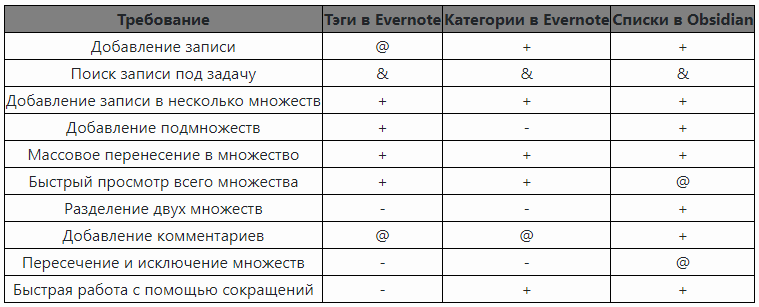 Требование Тэги в Evernote Категории в Evernote Списки в Obsidian
Добавление записи @ + +
Поиск записи под задачу & & &
Добавление записи в несколько множеств + + +
Добавление подмножеств + - +
Массовое перенесение в множество + + +
Быстрый просмотр всего множества + + @
Разделение двух множеств - - +
Добавление комментариев @ @ +
Пересечение и исключение множеств - - @
Быстрая работа с помощью сокращений - + +